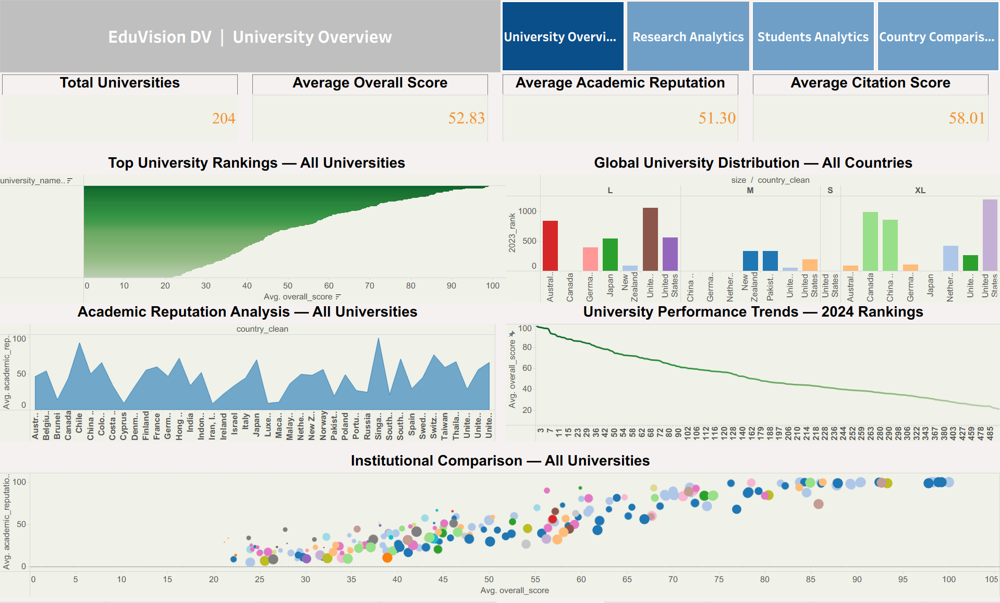 EduVision DV | University Overview
University Overvi...
Research Analytics
Students Analytics
Country Comparis...
Total Universities
Average Overall Score
Average Academic Reputation
Average Citation Score
204
52.83
51.30
58.01
Top University Rankings — All Universities
university_name..
0 10 20 30 40 50 60 70 80 90 100
Avg. overall_score
Global University Distribution — All Countries
size / country_clean
L M S XL
2023_rank
1000
500
0
Austral..
Canada
Germa..
Japan
New Zealand
Unite..
United States
China ..
Germa..
Nether..
New Zealand
Pakist..
Unite..
United States
United States
Austral..
Canada
China ..
Germa..
Japan
Nether..
Unite..
United States
Academic Reputation Analysis — All Universities
country_clean
Avg. academic_rep..
100
50
0
Austr..
Belgiu..
Brunei
Canada
Chile
China ..
Colo..
Costa ..
Cyprus
Denm..
Finland
France
Germ..
Hong ..
India
Indon..
Iran, I..
Ireland
Israel
Italy
Japan
Luxe..
Maca..
Malay..
Nethe..
New Z..
Norway
Pakist..
Poland
Portu..
Russia
Singa..
South..
South..
Spain
Swed..
Switz..
Taiwan
Thaila..
Unite..
Unite..
Unite..
University Performance Trends — 2024 Rankings
Avg. overall_score
100
80
60
40
20
3 7 11 15 23 29 36 42 50 54 58 62 68 72 80 90 102 106 112 116 120 128 140 162 179 188 197 206 210 214 218 228 236 244 252 259 263 280 290 298 306 322 343 367 380 403 427 459 478 485
Institutional Comparison — All Universities
Avg. academic_reputatio..
100
50
0
0 5 10 15 20 25 30 35 40 45 50 55 60 65 70 75 80 85 90 95 100 105
Avg. overall_score